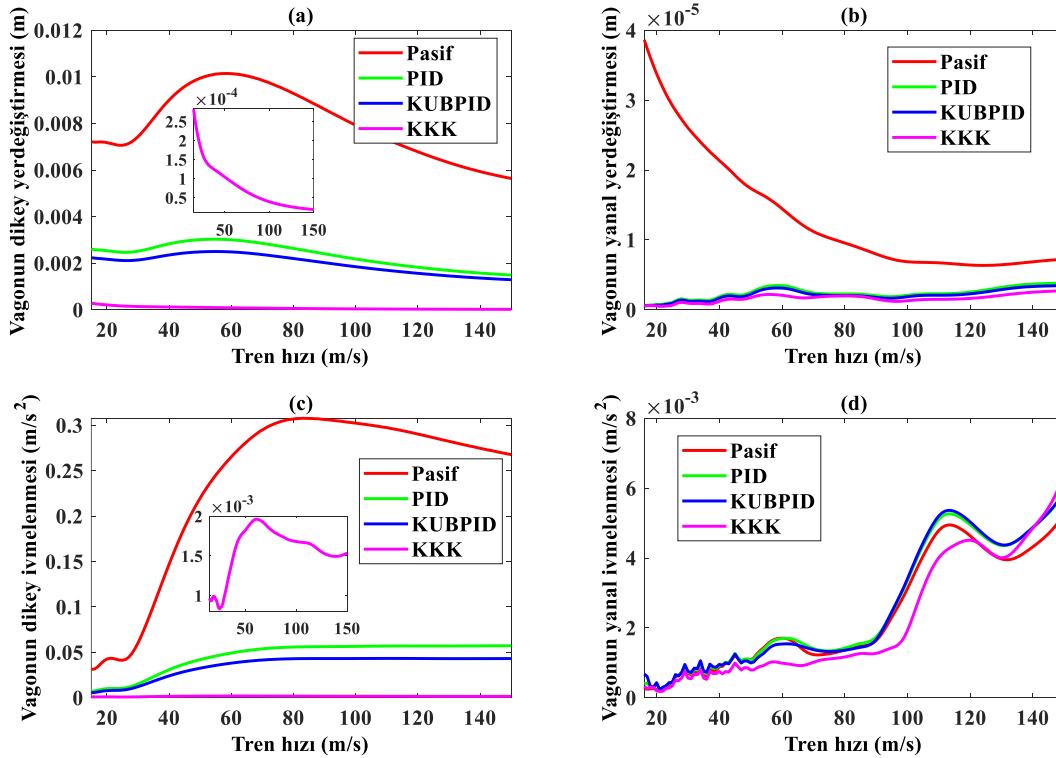 (a)
Vagonun dikey yerdeğiştirmesi (m)
0.012
0.01
0.008
0.006
0.004
0.002
0
Pasif
PID
KUBPID
KKK
×10-4
2.5
2
1.5
1
0.5
50
100
150
20
40
60
80
100
120
140
Tren hızı (m/s)
(b)
×10-5
Vagonun yanal yerdeğiştirmesi (m)
4
3
2
1
0
Pasif
PID
KUBPID
KKK
20
40
60
80
100
120
140
Tren hızı (m/s)
(c)
Vagonun dikey ivmelenmesi (m/s2)
0.3
0.25
0.2
0.15
0.1
0.05
0
Pasif
PID
KUBPID
KKK
×10-3
2
1.5
1
50
100
150
20
40
60
80
100
120
140
Tren hızı (m/s)
(d)
×10-3
Vagonun yanal ivmelenmesi (m/s2)
8
6
4
2
0
Pasif
PID
KUBPID
KKK
20
40
60
80
100
120
140
Tren hızı (m/s)